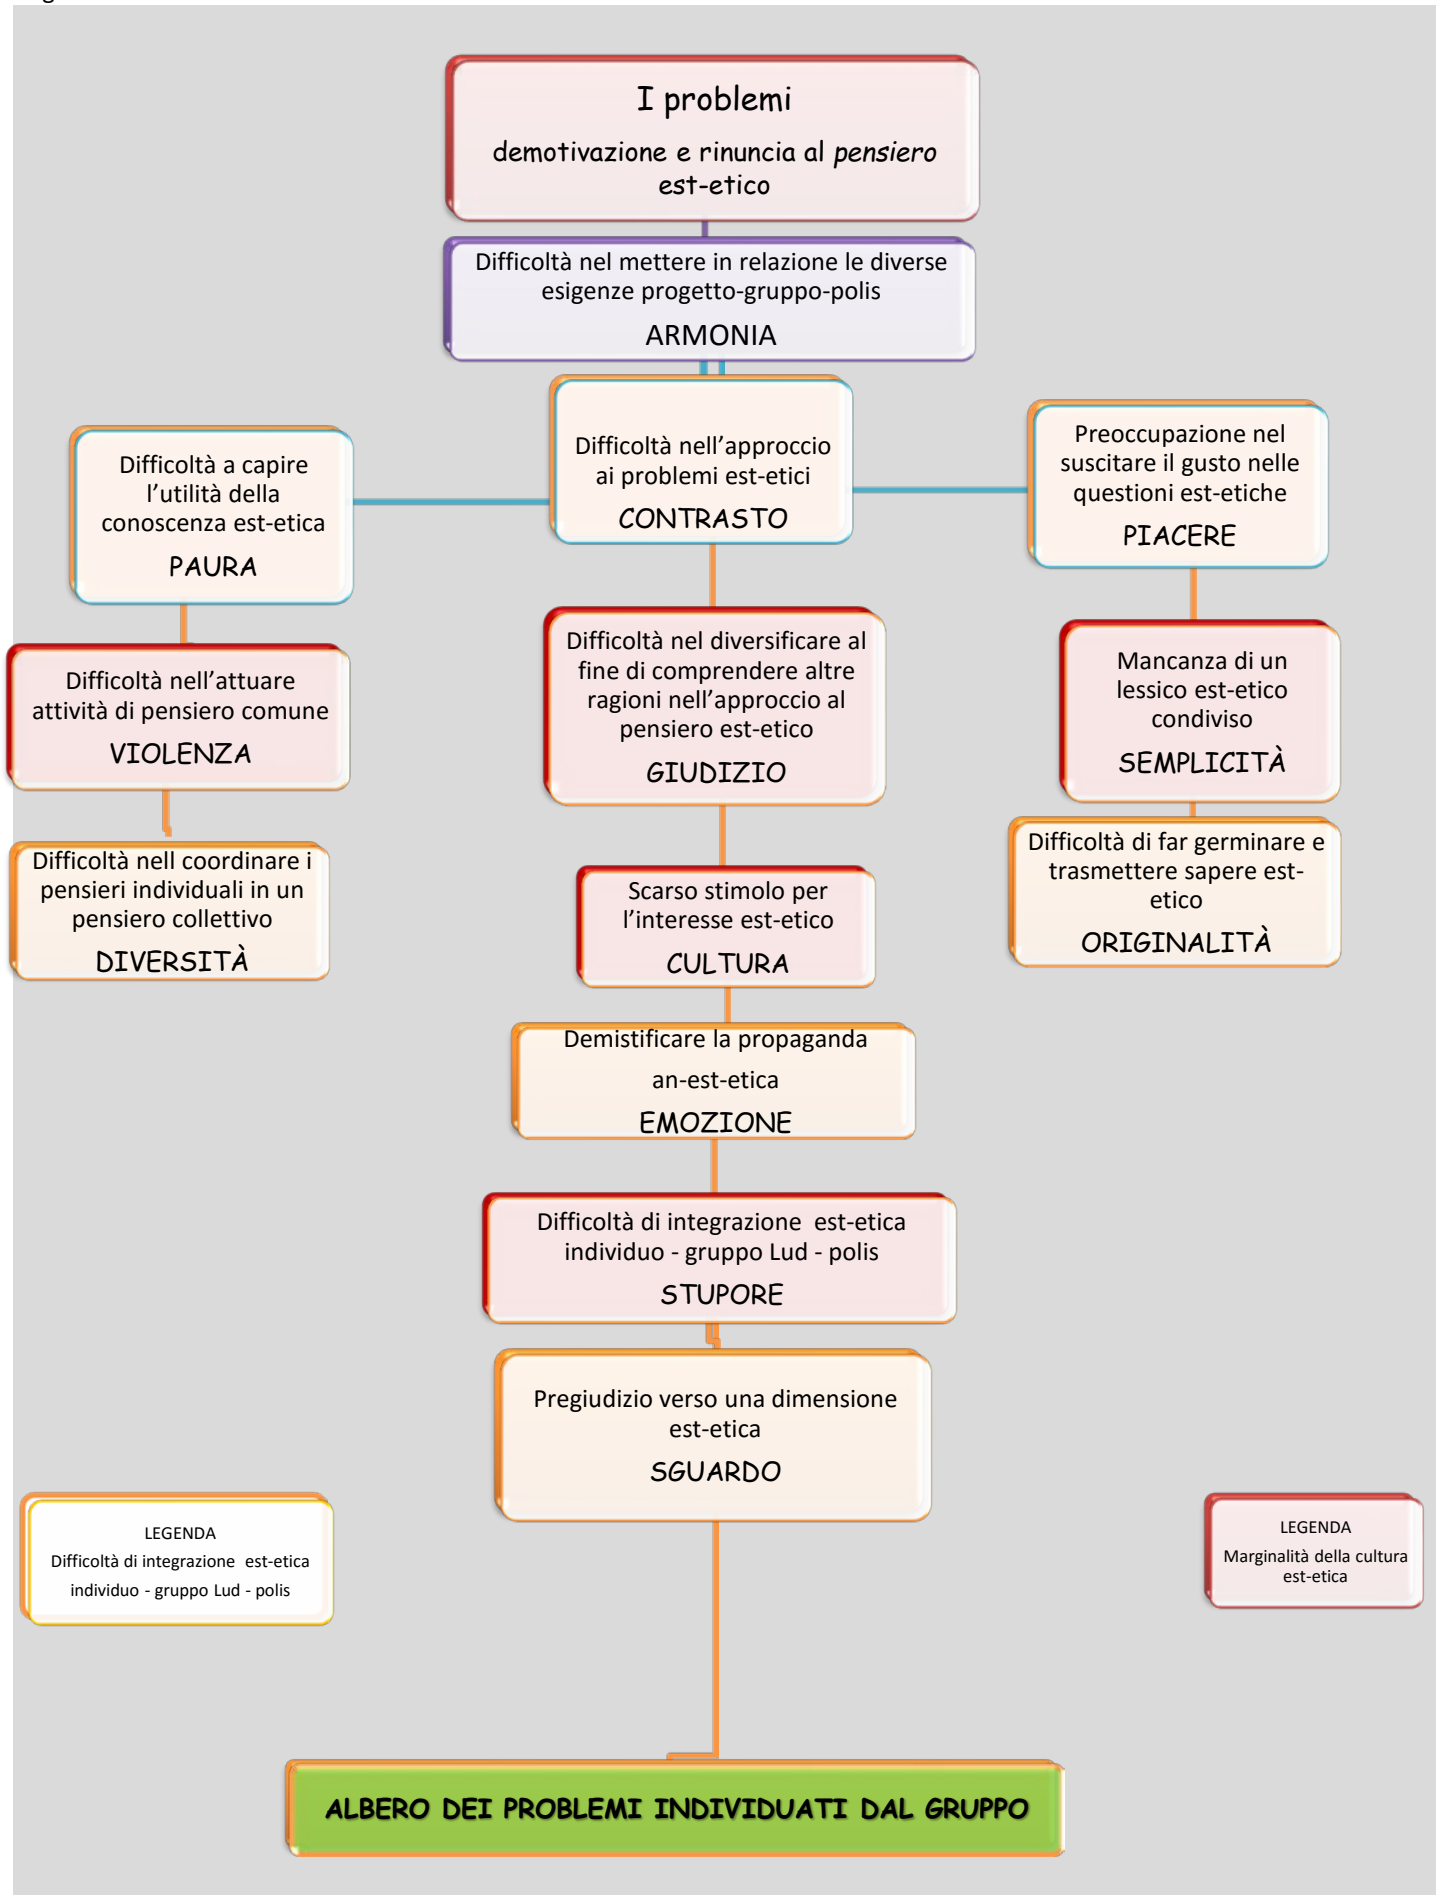 I problemi
demotivazione e rinuncia al pensiero
est-etico
Difficoltà nel mettere in relazione le diverse
esigenze progetto-gruppo-polis
ARMONIA
Difficoltà a capire
l’utilità della
conoscenza est-etica
PAURA
Difficoltà nell’approccio
ai problemi est-etici
CONTRASTO
Preoccupazione nel
suscitare il gusto nelle
questioni est-etiche
PIACERE
Difficoltà nell’attuare
attività di pensiero comune
VIOLENZA
Difficoltà nel diversificare al
fine di comprendere altre
ragioni nell’approccio al
pensiero est-etico
GIUDIZIO
Mancanza di un
lessico est-etico
condiviso
SEMPLICITÀ
Difficoltà nell coordinare i
pensieri individuali in un
pensiero collettivo
DIVERSITÀ
Scarso stimolo per
l’interesse est-etico
CULTURA
Difficoltà di far germinare e
trasmettere sapere est-
etico
ORIGINALITÀ
Demistificare la propaganda
an-est-etica
EMOZIONE
Difficoltà di integrazione est-etica
individuo - gruppo Lud - polis
STUPORE
Pregiudizio verso una dimensione
est-etica
SGUARDO
LEGENDA
Difficoltà di integrazione est-etica
individuo - gruppo Lud - polis
LEGENDA
Marginalità della cultura
est-etica
ALBERO DEI PROBLEMI INDIVIDUATI DAL GRUPPO